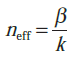 n_eff = β/k